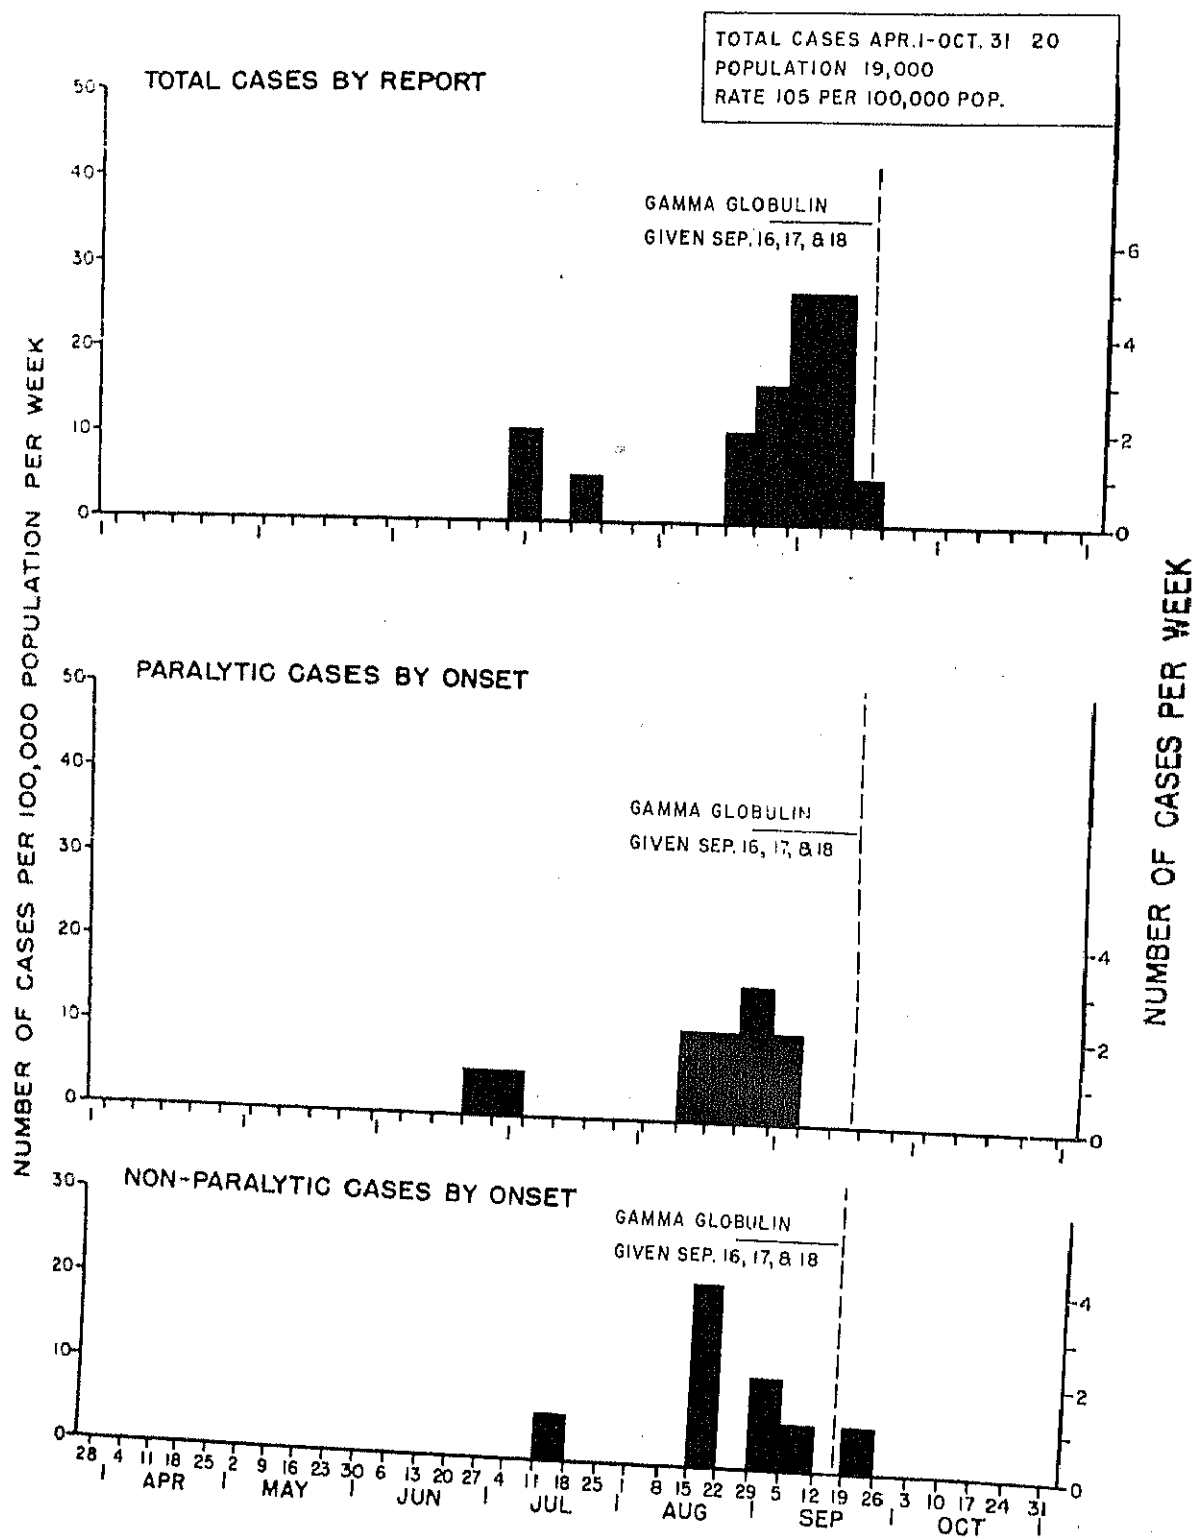 TOTAL CASES APR.1-OCT. 31 20
POPULATION 19,000
RATE 105 PER 100,000 POP.
TOTAL CASES BY REPORT
50
40
30
20
10
0
GAMMA GLOBULIN
GIVEN SEP. 16, 17, & 18
6
4
2
0
NUMBER OF CASES PER 100,000 POPULATION PER WEEK
NUMBER OF CASES PER WEEK
PARALYTIC CASES BY ONSET
50
40
30
20
10
0
GAMMA GLOBULIN
GIVEN SEP. 16, 17, & 18
4
2
0
NON-PARALYTIC CASES BY ONSET
30
20
10
0
GAMMA GLOBULIN
GIVEN SEP. 16, 17, & 18
4
2
0
28 4 11 18 25 2 9 16 23 30 6 13 20 27 4 11 18 25 1 8 15 22 29 5 12 19 26 3 10 17 24 31
APR MAY JUN JUL AUG SEP OCT